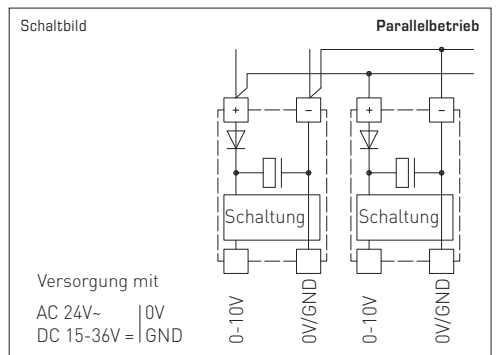 Schaltbild
Parallelbetrieb
+ − + −
Schaltung Schaltung
0-10V 0V/GND 0-10V 0V/GND
Versorgung mit
AC 24V~ 0V
DC 15-36V = GND